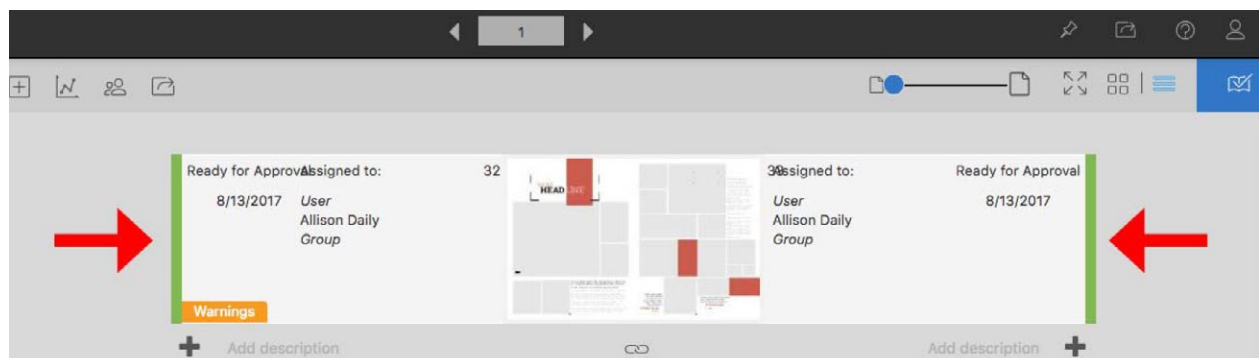 1
Ready for Approval
Assigned to:
32
8/13/2017
User
Allison Daily
Group
Warnings
HEAD LINE
Assigned to:
Ready for Approval
User
8/13/2017
Allison Daily
Group
Add description
Add description